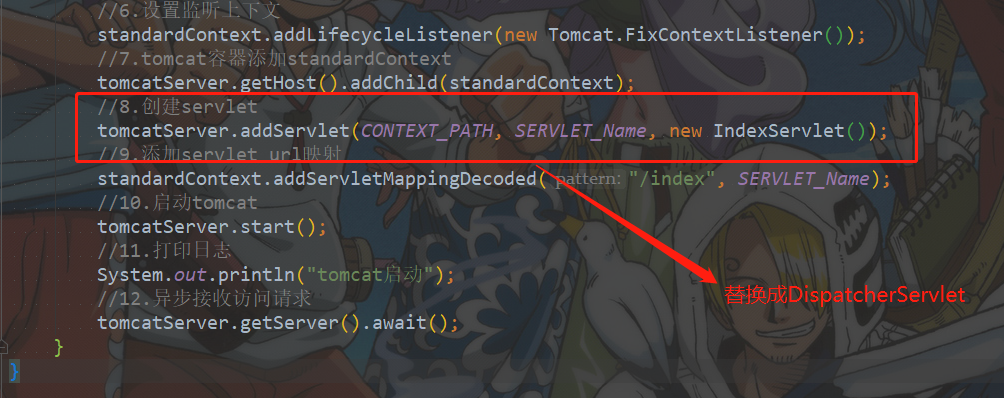 //6.设置监听上下文
standardContext.addLifecycleListener(new Tomcat.FixContextListener());
//7.tomcat容器添加standardContext
tomcatServer.getHost().addChild(standardContext);
//8.创建servlet
tomcatServer.addServlet(CONTEXT_PATH, SERVLET_Name, new IndexServlet());
//9.添加servlet url映射
standardContext.addServletMappingDecoded( pattern: "/index", SERVLET_Name);
//10.启动tomcat
tomcatServer.start();
//11.打印日志
System.out.println("tomcat启动");
替换成DispatcherServlet
//12.异步接收访问请求
tomcatServer.getServer().await();
}
}